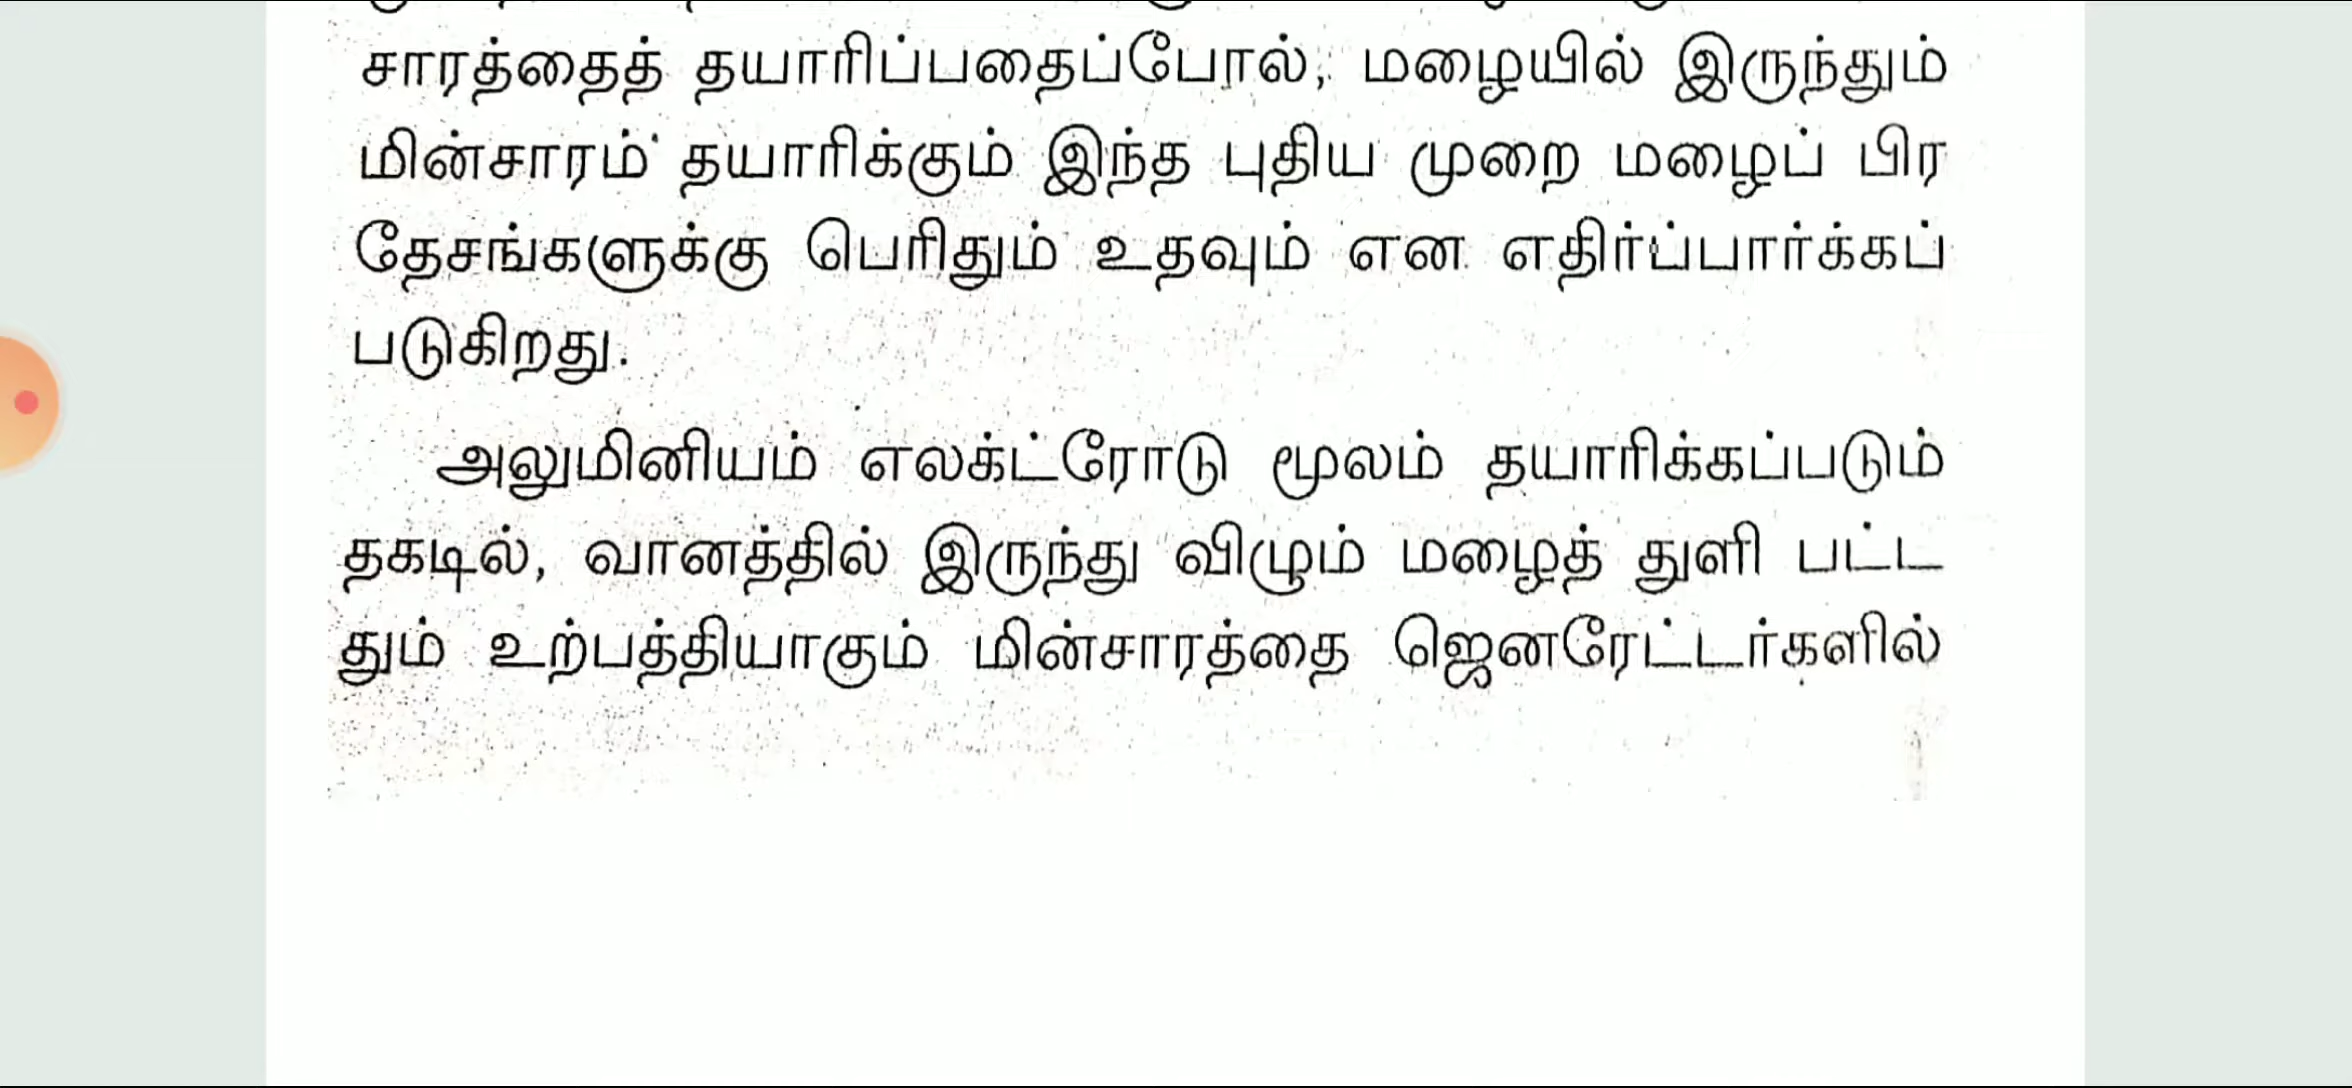 சாரத்தைத் தயாரிப்பதைப்போல், மழையில் இருந்தும்
மின்சாரம் தயாரிக்கும் இந்த புதிய முறை மழைப் பிர
தேசங்களுக்கு பெரிதும் உதவும் என எதிர்ப்பார்க்கப்
படுகிறது.
அலுமினியம் எலக்ட்ரோடு மூலம் தயாரிக்கப்படும்
தகடில், வானத்தில் இருந்து விழும் மழைத் துளி பட்ட
தும் உற்பத்தியாகும் மின்சாரத்தை ஜெனரேட்டர்களில்